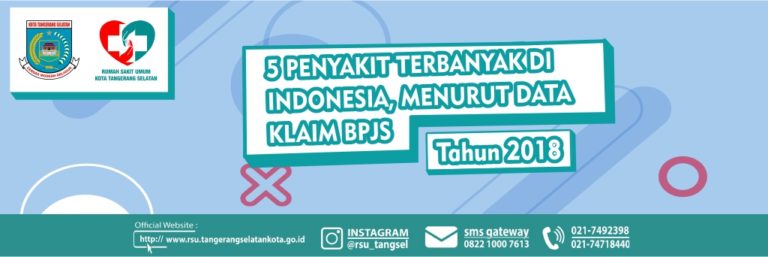 KOTA TANGERANG SELATAN
RUMAH SAKIT UMUM
KOTA TANGERANG SELATAN
5 PENYAKIT TERBANYAK DI
INDONESIA, MENURUT DATA
KLAIM BPJS
Tahun 2018
Official Website :
http:// www.rsu.tangerangselatankota.go.id
INSTAGRAM
@rsu_tangsel
sms gateway
0822 1000 7613
021-7492398
021-74718440